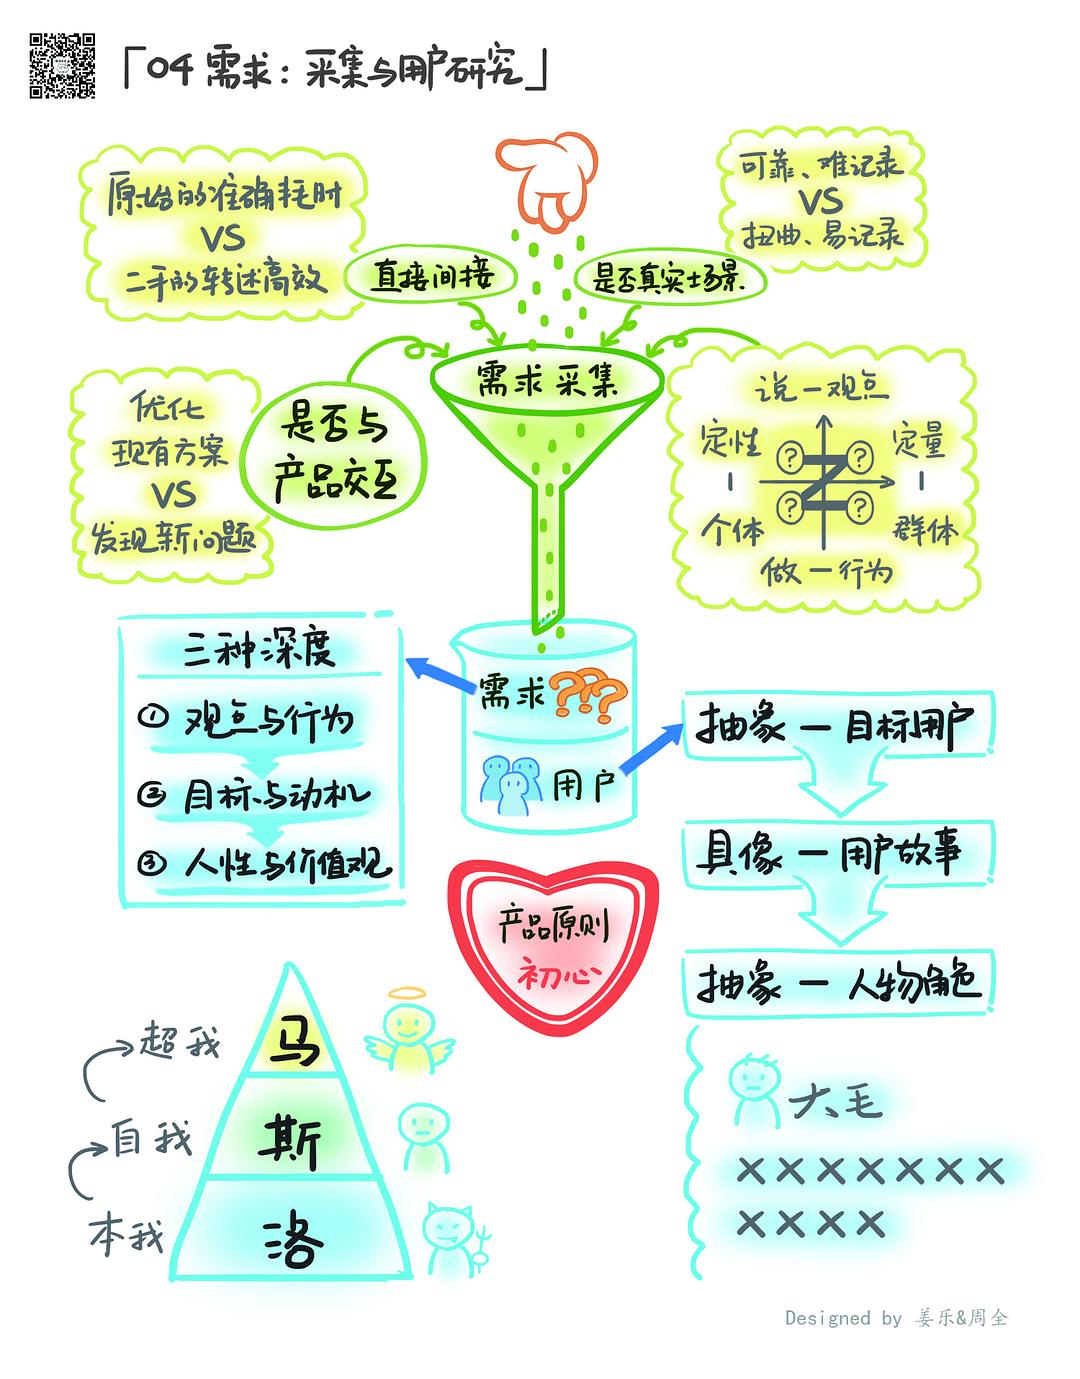 「04 需求：采集与用户研究」
原始的准确耗时
VS
二手的转述高效
直接间接
是否真实场景
可靠、难记录
VS
扭曲、易记录
需求采集
优化
现有方案
VS
发现新问题
是否与
产品交互
说一观点
定性
定量
?
?
?
?
个体
群体
做一行为
三种深度
① 观点与行为
② 目标与动机
③ 人性与价值观
需求???
用户
抽象 — 目标用户
具像 — 用户故事
抽象 — 人物角色
产品原则
初心
超我
自我
本我
马
斯
洛
大毛
×××××××
××××
Designed by 姜乐&周全